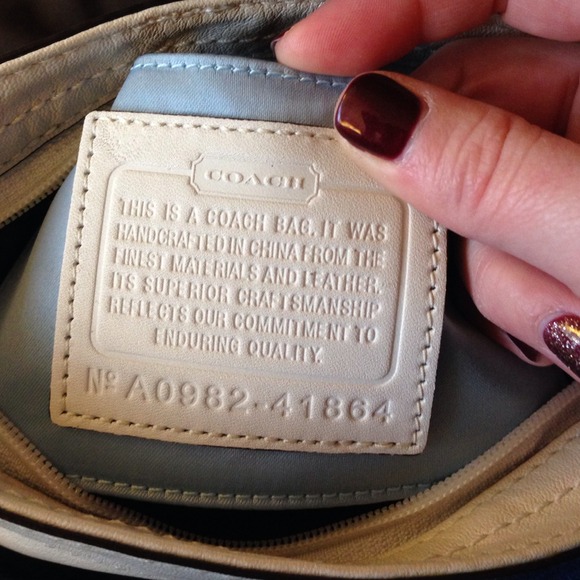 COACH
THIS IS A COACH BAG. IT WAS
HANDCRAFTED IN CHINA FROM THE
FINEST MATERIALS AND LEATHER.
ITS SUPERIOR CRAFTSMANSHIP
REFLECTS OUR COMMITMENT TO
ENDURING QUALITY.
Nº A0982-41864